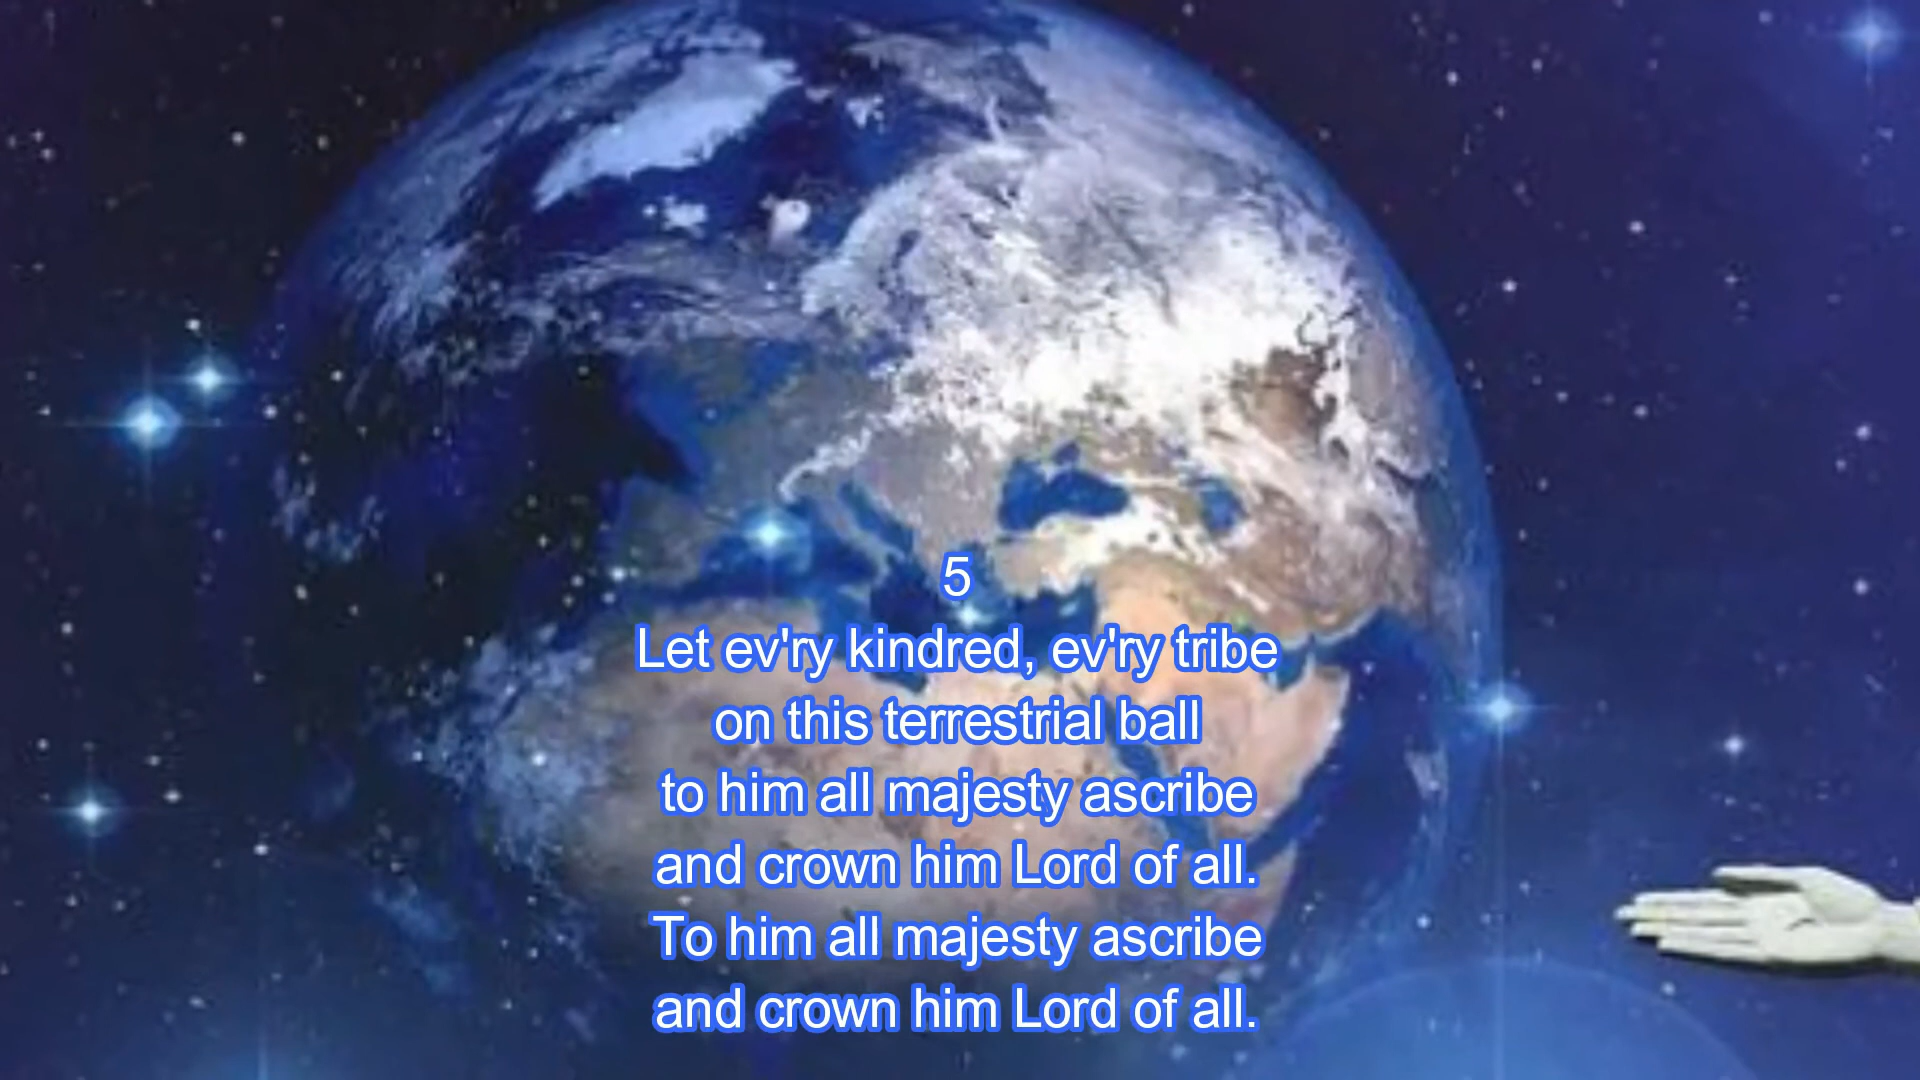 5
Let ev'ry kindred, ev'ry tribe
on this terrestrial ball
to him all majesty ascribe
and crown him Lord of all.
To him all majesty ascribe
and crown him Lord of all.